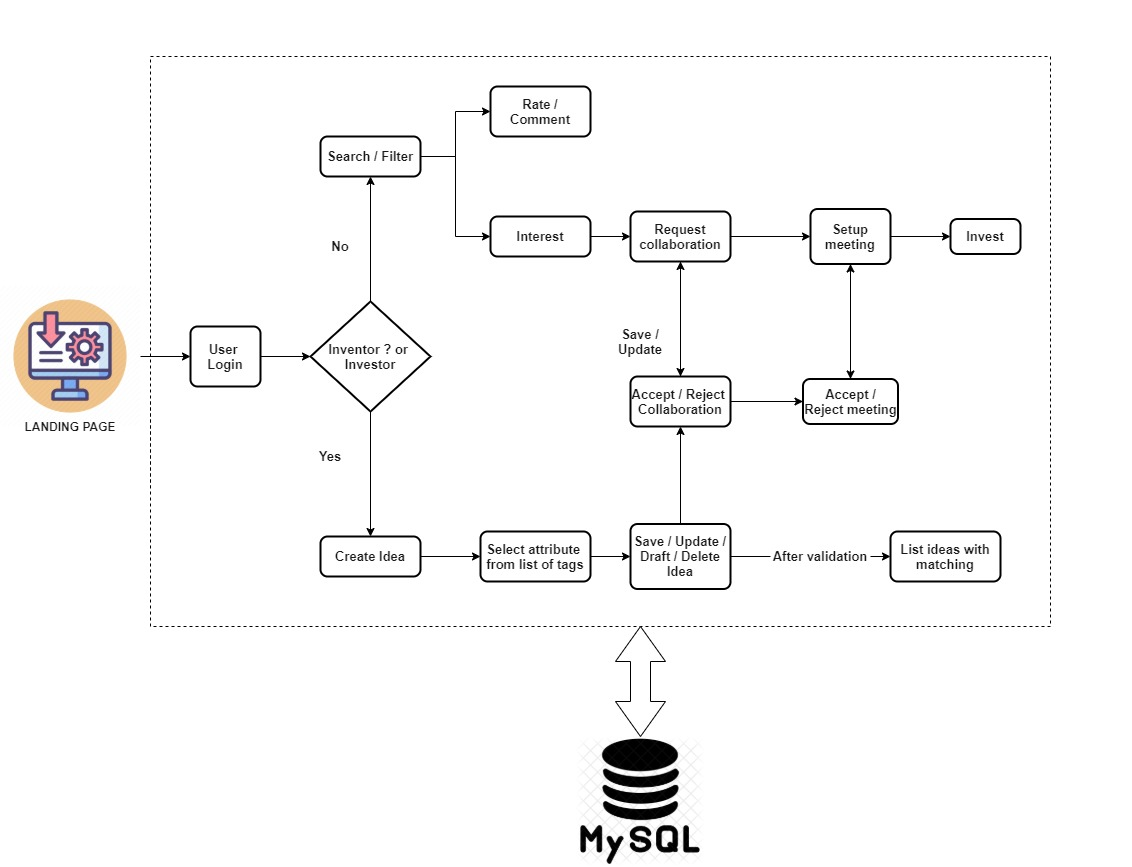 Rate /
Comment
Search / Filter
Interest
Request
collaboration
Setup
meeting
Invest
No
Save /
Update
User
Login
Inventor ? or
Investor
Accept / Reject
Collaboration
Accept /
Reject meeting
LANDING PAGE
Yes
Create Idea
Select attribute
from list of tags
Save / Update /
Draft / Delete
Idea
After validation
List ideas with
matching
MySQL